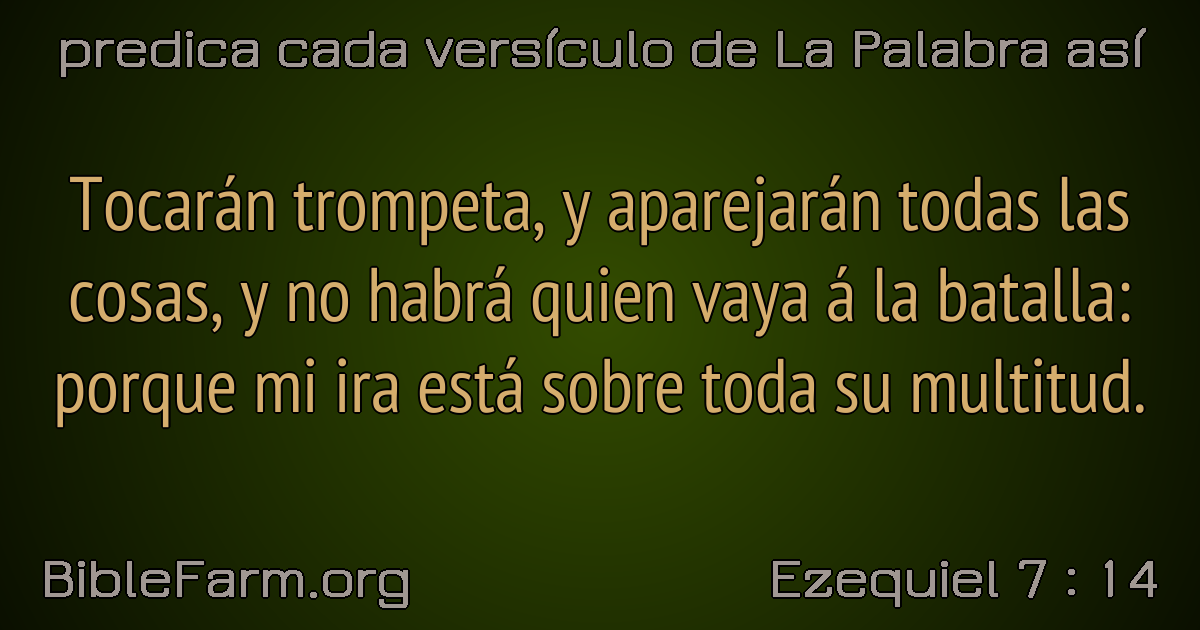 predica cada versículo de La Palabra así
Tocarán trompeta, y aparejarán todas las
cosas, y no habrá quien vaya á la batalla:
porque mi ira está sobre toda su multitud.
BibleFarm.org
Ezequiel 7 : 14